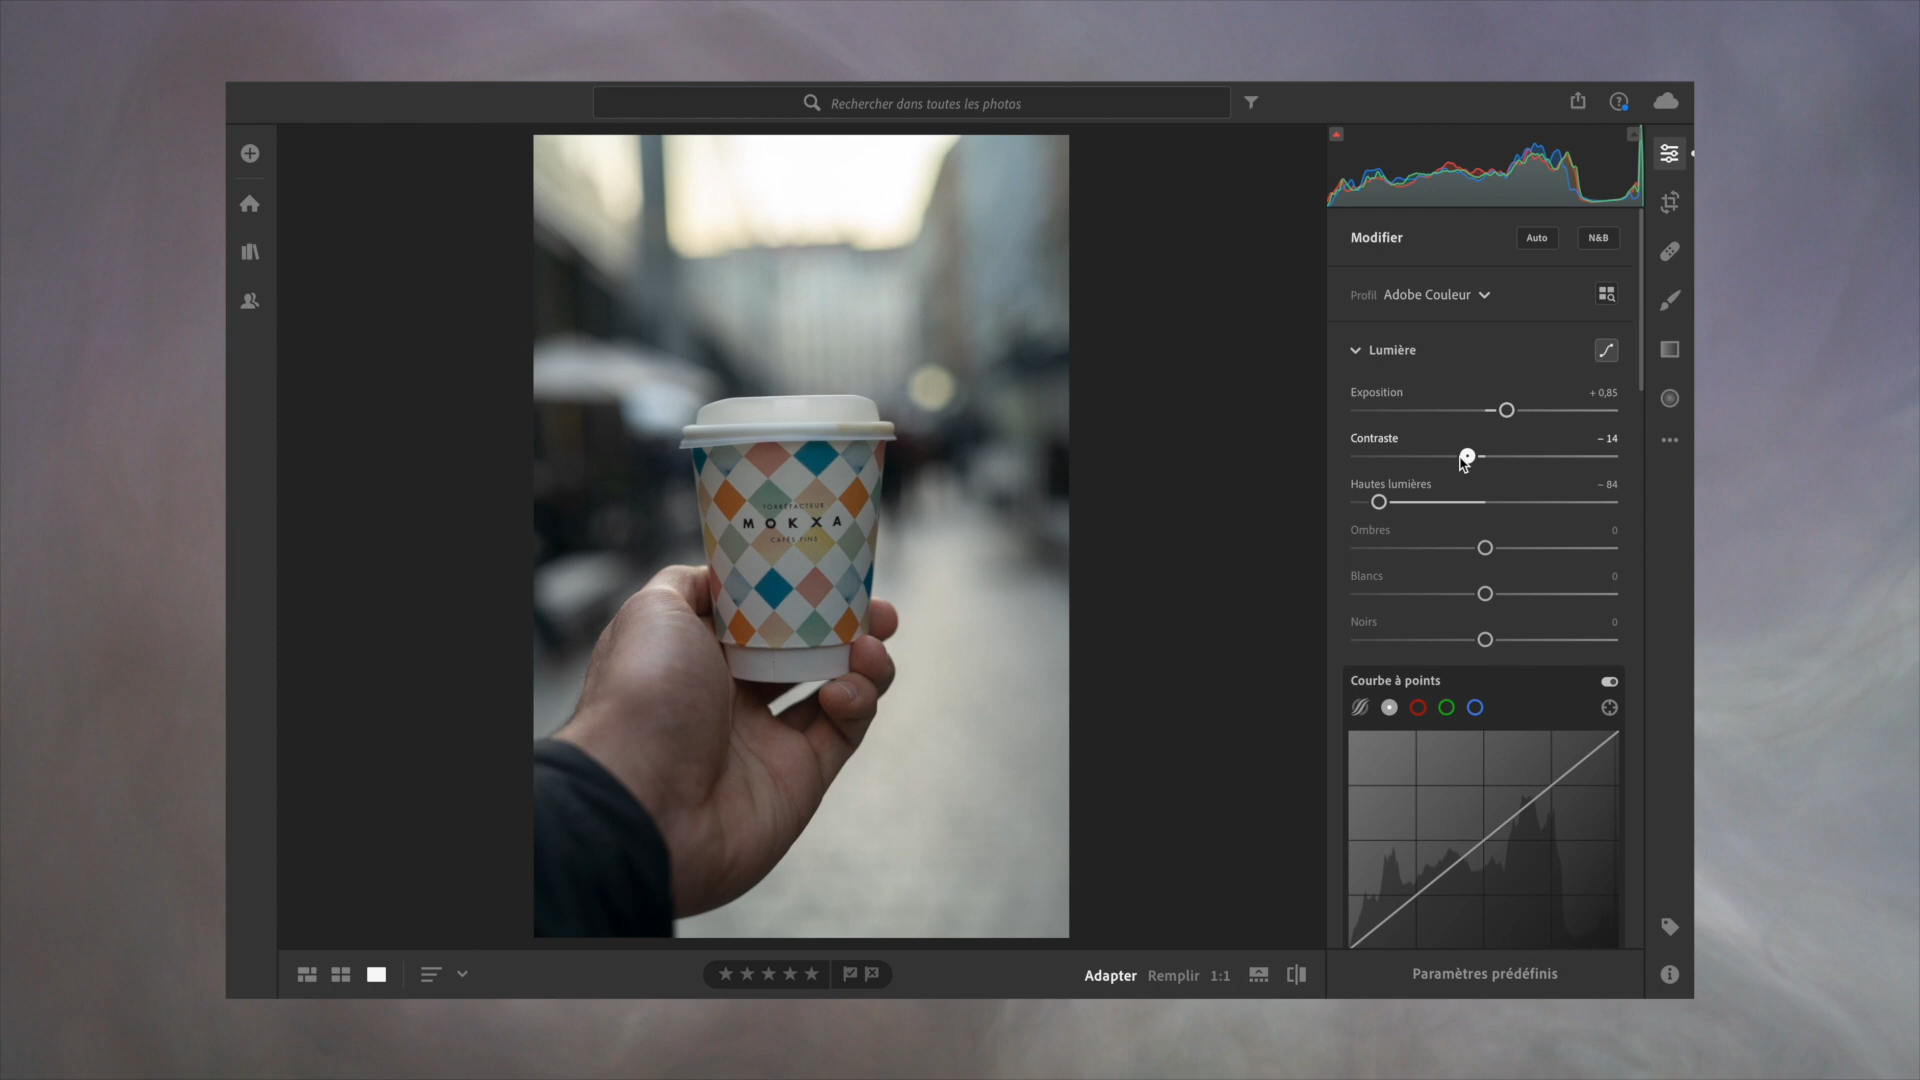 Rechercher dans toutes les photos
Modifier
Auto
N&B
Profil Adobe Couleur
Lumière
Exposition + 0,85
Contraste – 14
Hautes lumières – 84
Ombres 0
Blancs 0
Noirs 0
Courbe à points
TORRÉFACTEUR
MOKXA
CAFÉS FINS
Adapter Remplir 1:1
Paramètres prédéfinis